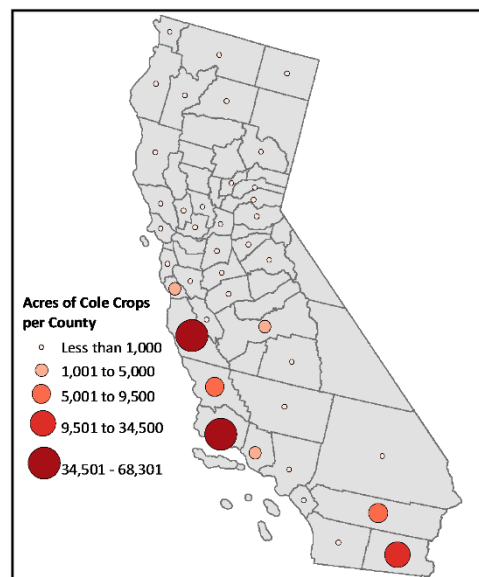 Acres of Cole Crops
per County
Less than 1,000
1,001 to 5,000
5,001 to 9,500
9,501 to 34,500
34,501 - 68,301